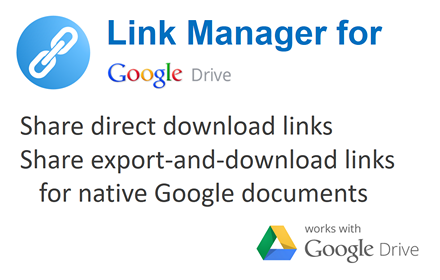 Link Manager for
Google Drive
Share direct download links
Share export-and-download links
for native Google documents
works with
Google Drive